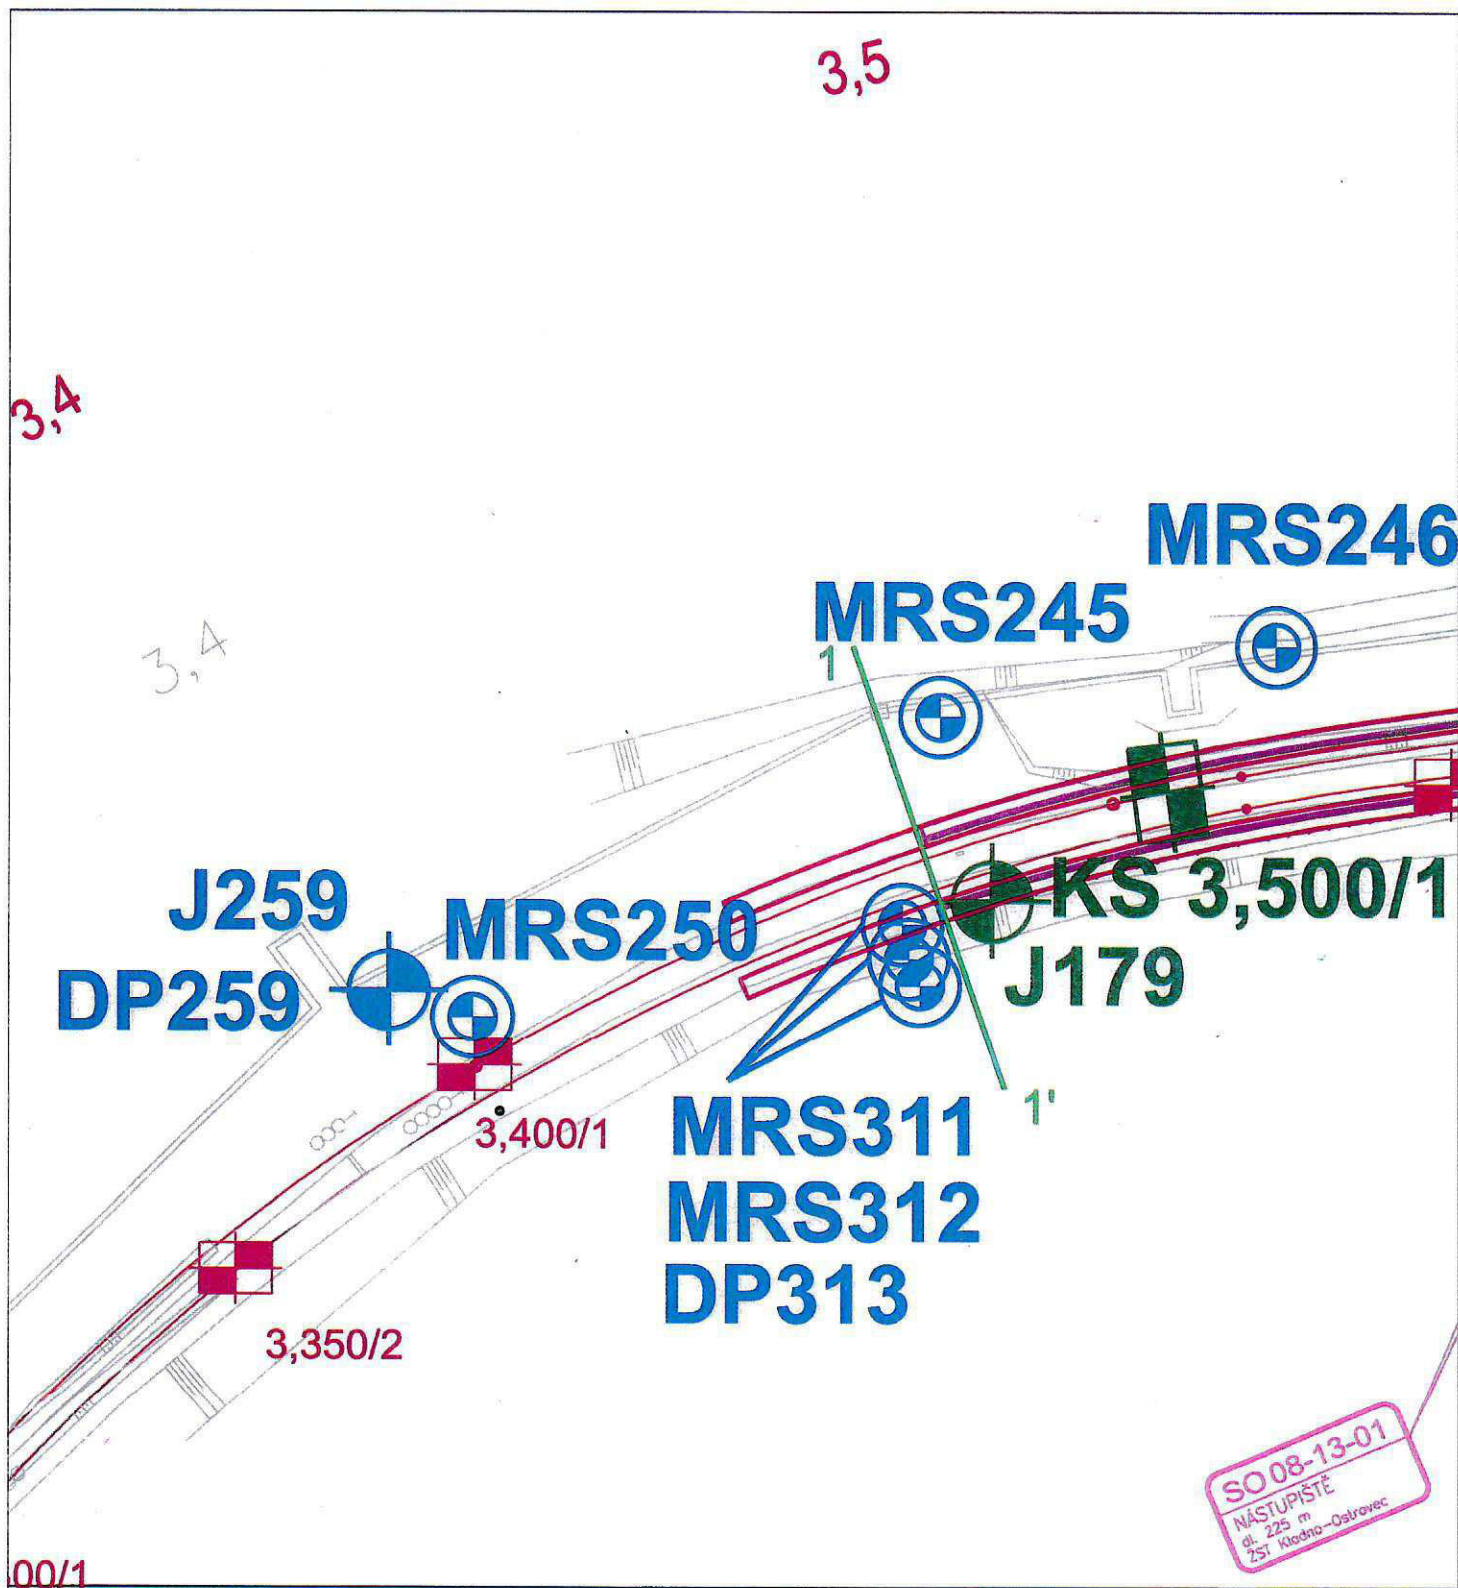 3,5
3,4
MRS246
MRS245
3,4
1
J259
MRS250
KS 3,500/1
DP259
J179
3,400/1
MRS311
1'
MRS312
DP313
3,350/2
SO 08-13-01
NÁSTUPIŠTĚ
dl. 225 m
ŽST Kladno-Ostrovec
00/1